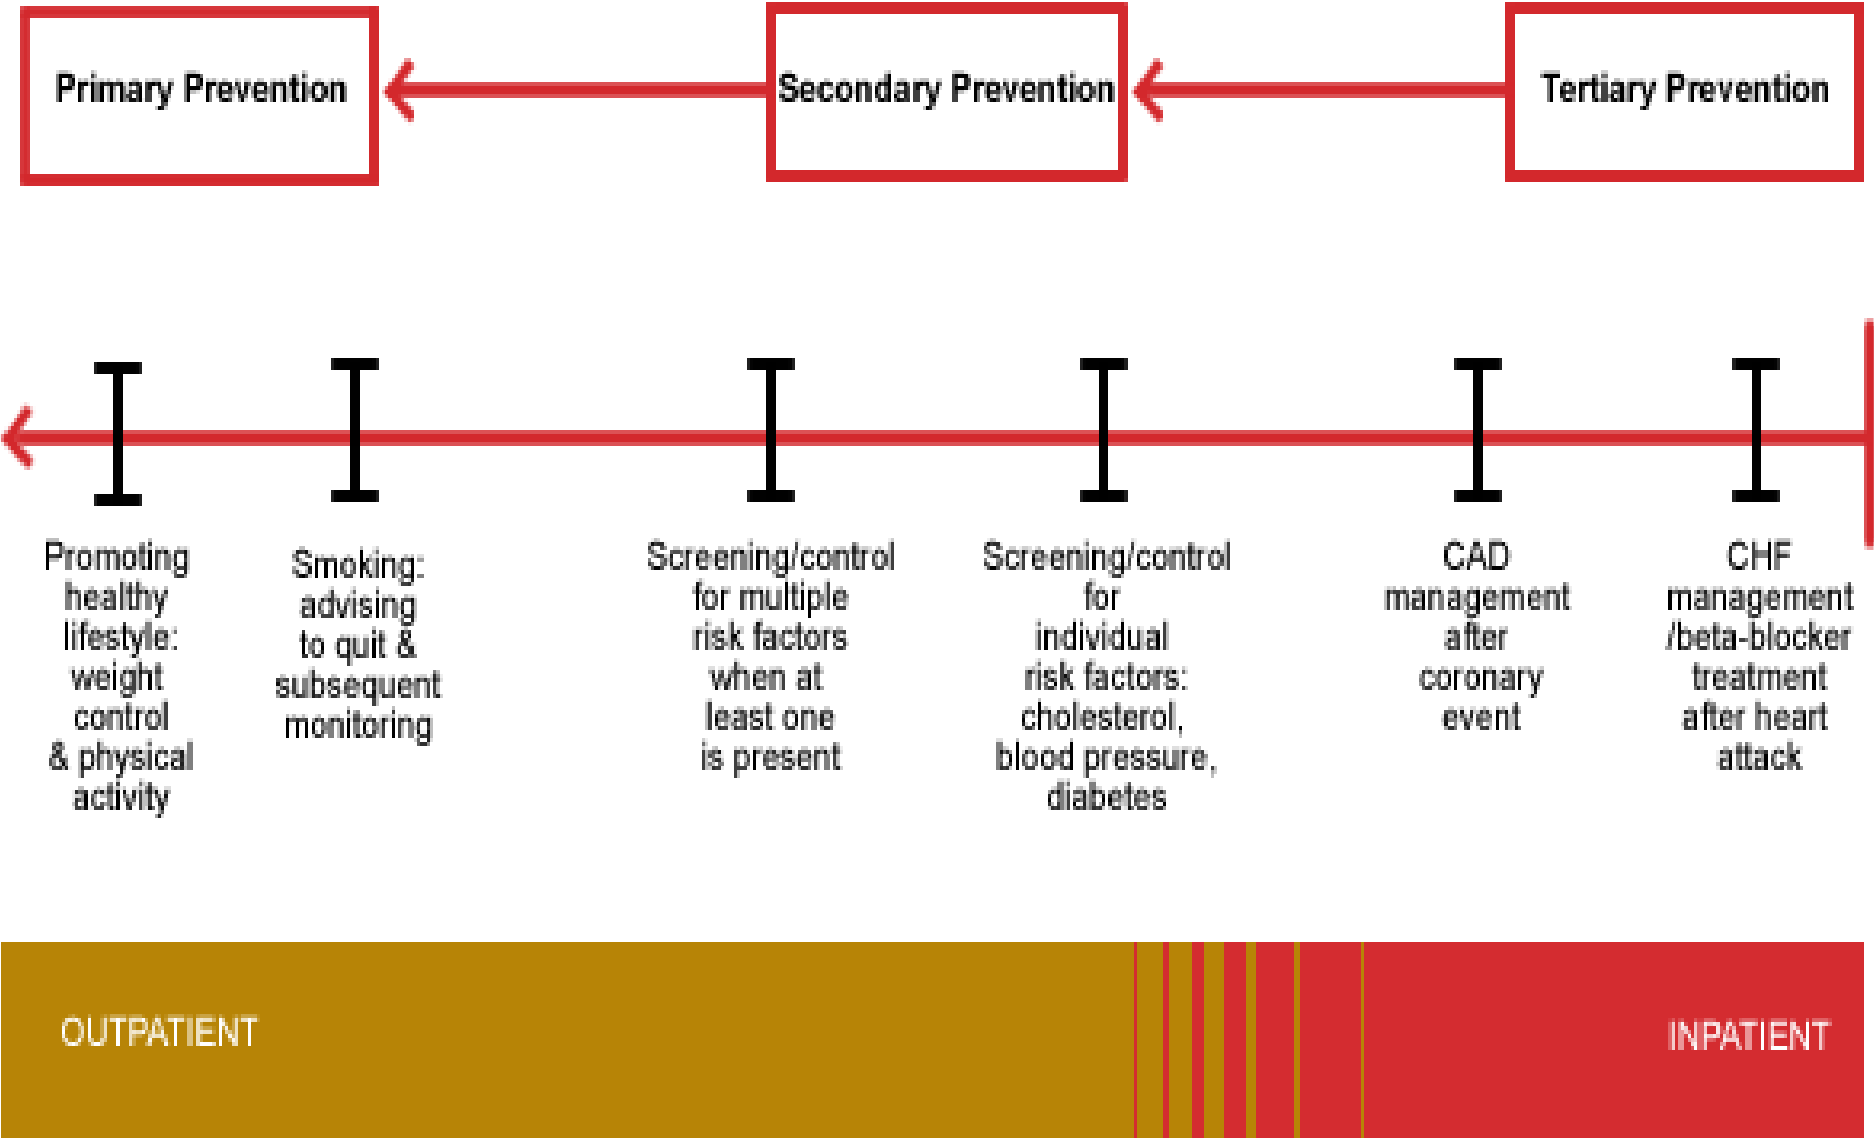 Primary Prevention
Secondary Prevention
Tertiary Prevention
Promoting
healthy
lifestyle:
weight
control
& physical
activity
Smoking:
advising
to quit &
subsequent
monitoring
Screening/control
for multiple
risk factors
when at
least one
is present
Screening/control
for
individual
risk factors:
cholesterol,
blood pressure,
diabetes
CAD
management
after
coronary
event
CHF
management
/beta-blocker
treatment
after heart
attack
OUTPATIENT
INPATIENT